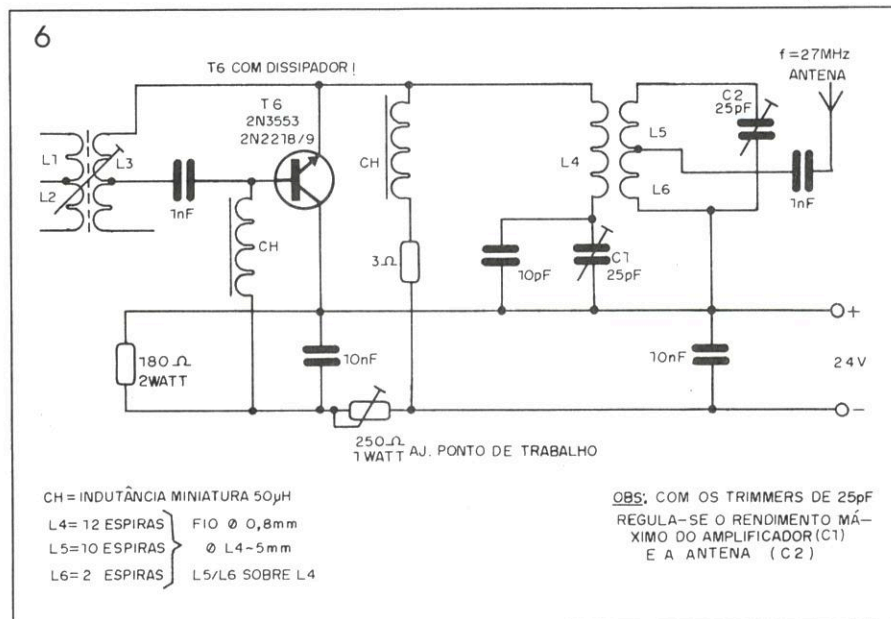 6
T6 COM DISSIPADOR!
f=27MHz
ANTENA
T6
2N3553
2N2218/9
C2
25pF
L1
L3
L2
CH
L4
L5
L6
1nF
1nF
CH
3Ω
10pF
C1
25pF
+
180Ω
2WATT
10nF
10nF
24V
−
250Ω
1WATT AJ. PONTO DE TRABALHO
CH = INDUTÂNCIA MINIATURA 50µH
L4= 12 ESPIRAS
L5= 10 ESPIRAS
L6= 2 ESPIRAS
FIO Ø 0,8mm
Ø L4~5mm
L5/L6 SOBRE L4
OBS: COM OS TRIMMERS DE 25pF
REGULA-SE O RENDIMENTO MÁ-
XIMO DO AMPLIFICADOR (C1)
E A ANTENA (C2)